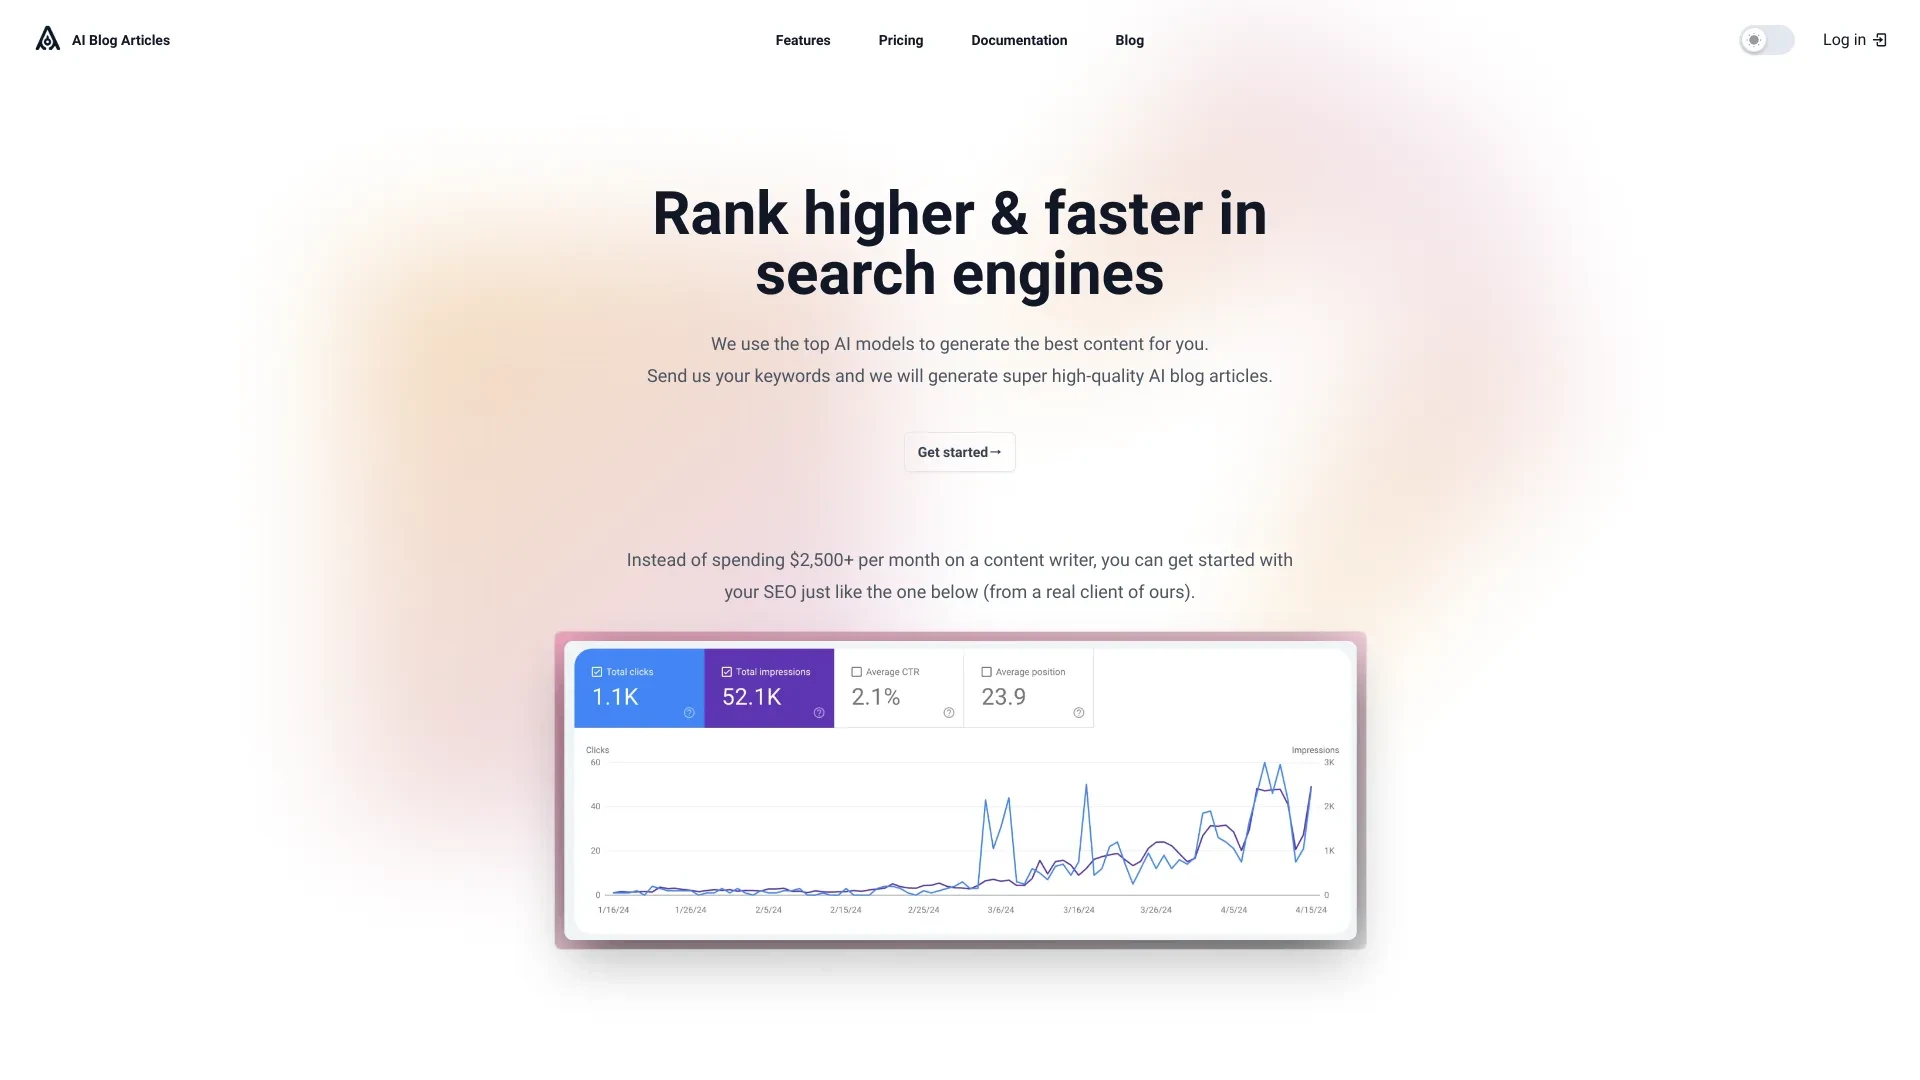 AI Blog Articles
Features
Pricing
Documentation
Blog
Log in
Rank higher & faster in
search engines
We use the top AI models to generate the best content for you.
Send us your keywords and we will generate super high-quality AI blog articles.
Get started→
Instead of spending $2,500+ per month on a content writer, you can get started with
your SEO just like the one below (from a real client of ours).
Total clicks
1.1K
Total impressions
52.1K
Average CTR
2.1%
Average position
23.9
Clicks
Impressions
60
3K
40
2K
20
1K
0
0
1/16/24
1/26/24
2/5/24
2/15/24
2/25/24
3/6/24
3/16/24
3/26/24
4/5/24
4/15/24